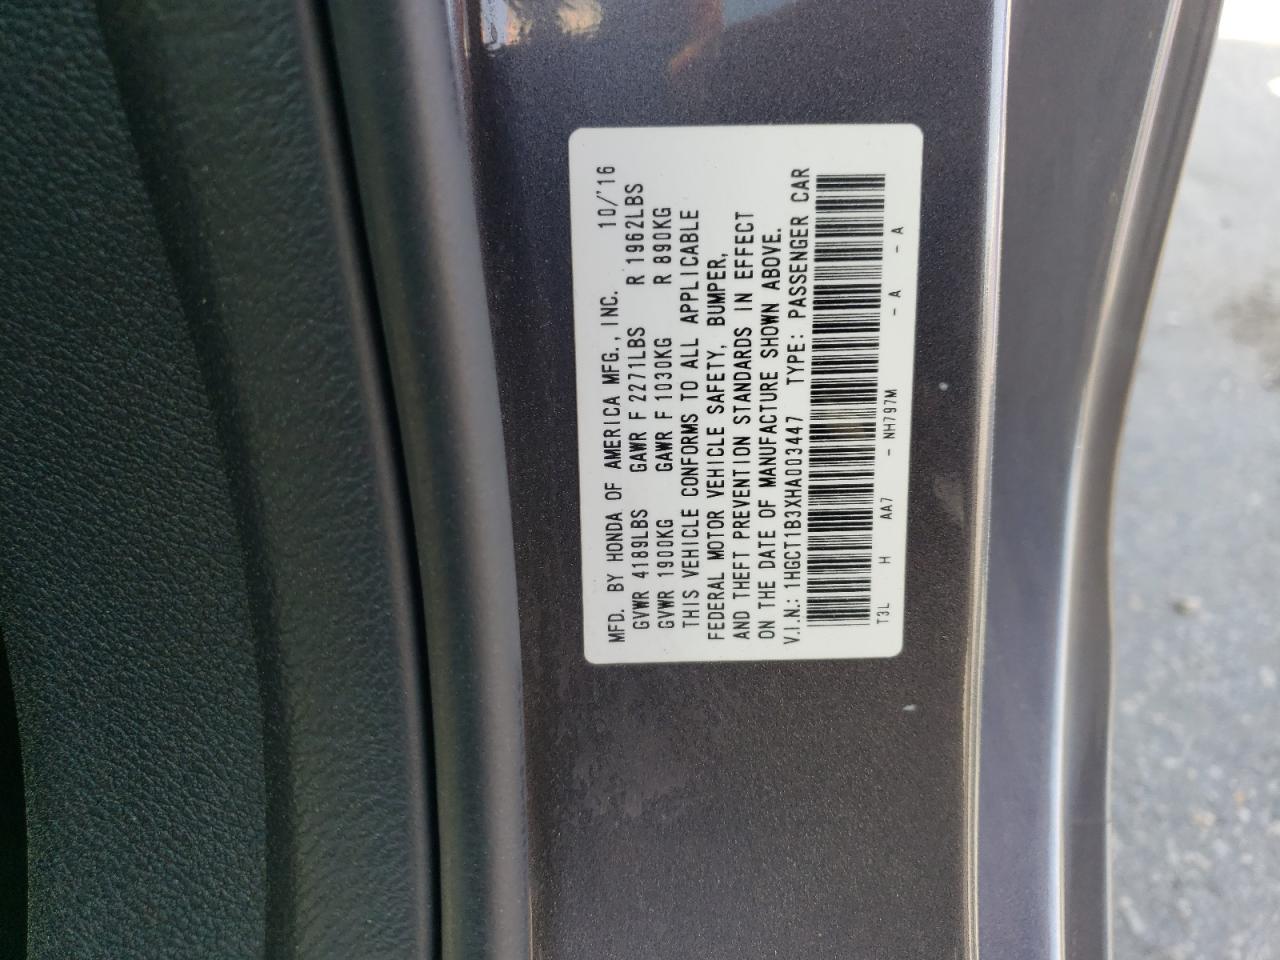 MFD. BY HONDA OF AMERICA MFG., INC. 10/'16
GVWR 4189LBS GAWR F 2271LBS R 1962LBS
GVWR 1900KG GAWR F 1030KG R 890KG
THIS VEHICLE CONFORMS TO ALL APPLICABLE
FEDERAL MOTOR VEHICLE SAFETY, BUMPER,
AND THEFT PREVENTION STANDARDS IN EFFECT
ON THE DATE OF MANUFACTURE SHOWN ABOVE.
V.I.N.: 1HGCT1B3XHA003447 TYPE: PASSENGER CAR
T3L H AA7 - NH797M - A - A